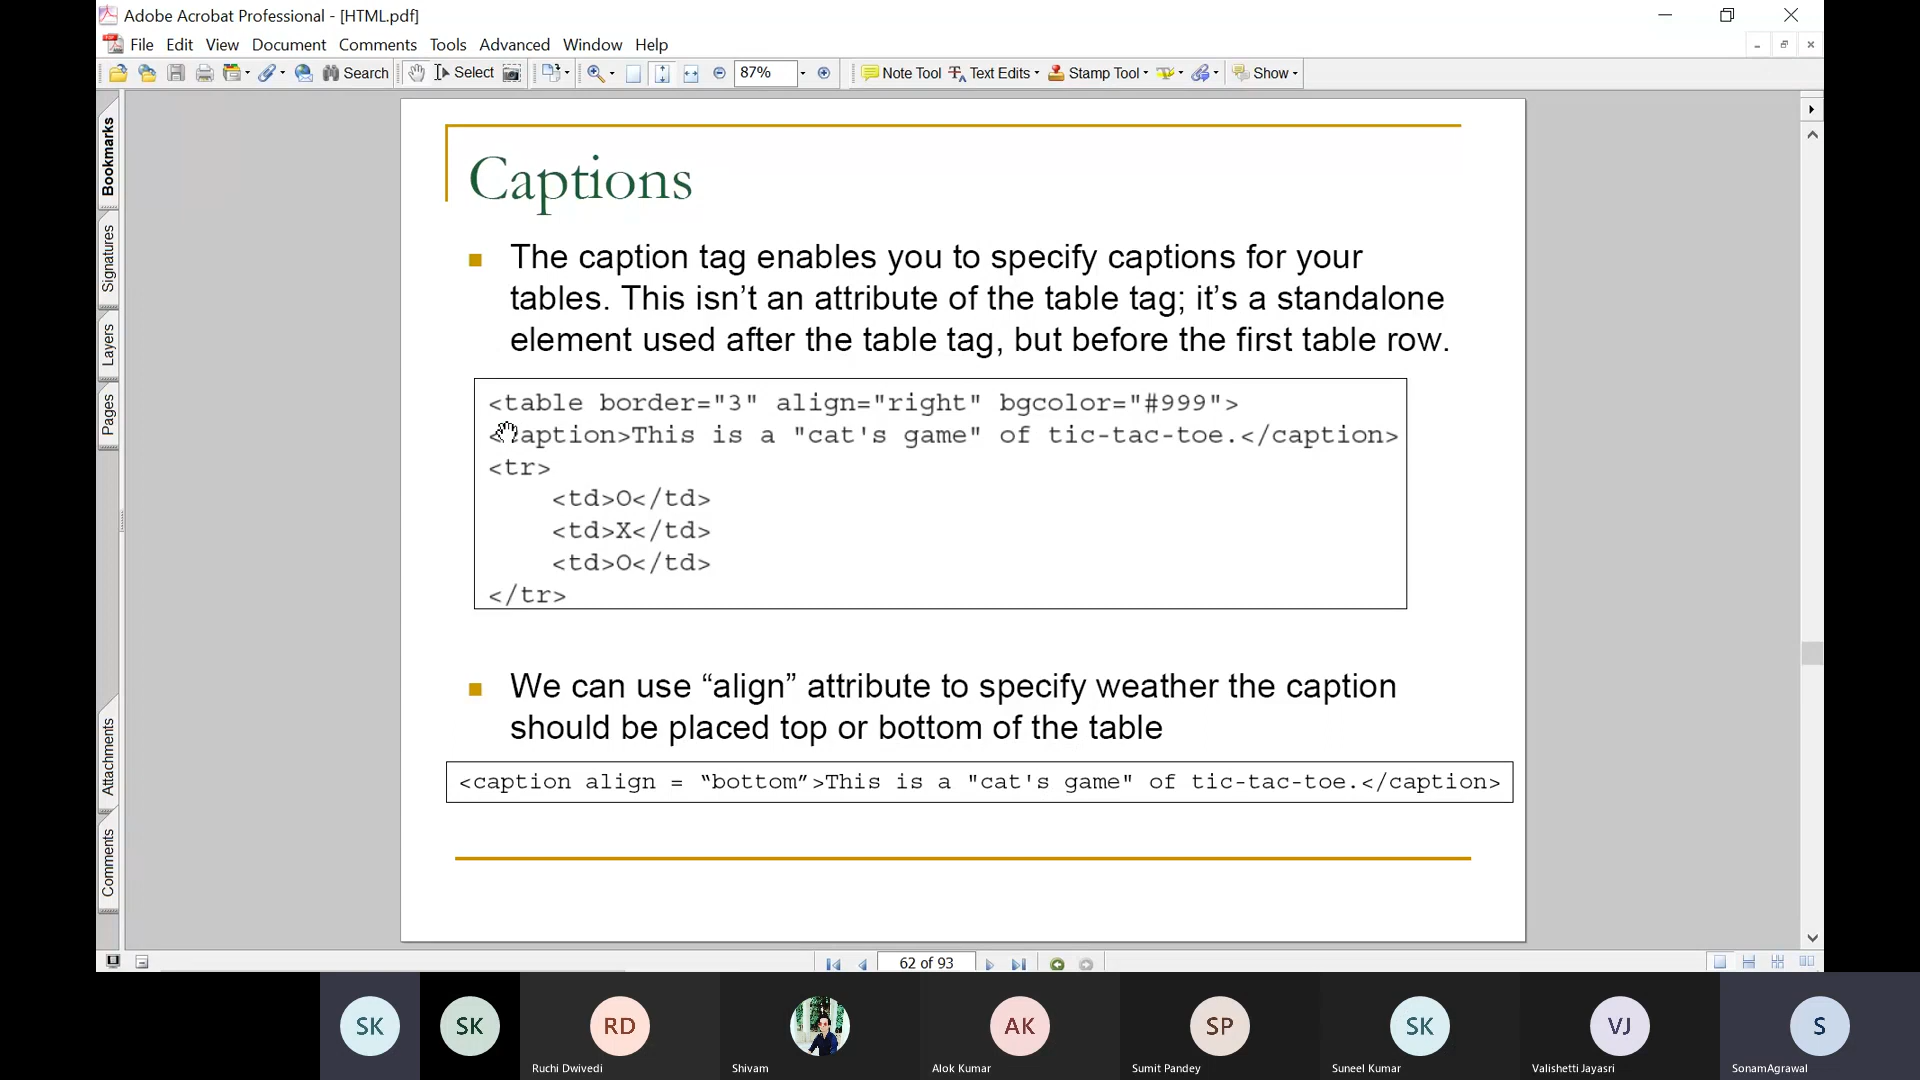 Adobe Acrobat Professional - [HTML.pdf]
File Edit View Document Comments Tools Advanced Window Help
Search Select 87% Note Tool Text Edits Stamp Tool Show
Bookmarks
Signatures
Layers
Pages
Attachments
Comments
Captions
The caption tag enables you to specify captions for your
tables. This isn’t an attribute of the table tag; it’s a standalone
element used after the table tag, but before the first table row.
<table border="3" align="right" bgcolor="#999">
<caption>This is a "cat's game" of tic-tac-toe.</caption>
<tr>
<td>O</td>
<td>X</td>
<td>O</td>
</tr>
We can use “align” attribute to specify weather the caption
should be placed top or bottom of the table
<caption align = “bottom”>This is a "cat's game" of tic-tac-toe.</caption>
62 of 93
SK SK RD AK SP SK VJ S
Ruchi Dwivedi Shivam Alok Kumar Sumit Pandey Suneel Kumar Valishetti Jayasri SonamAgrawal